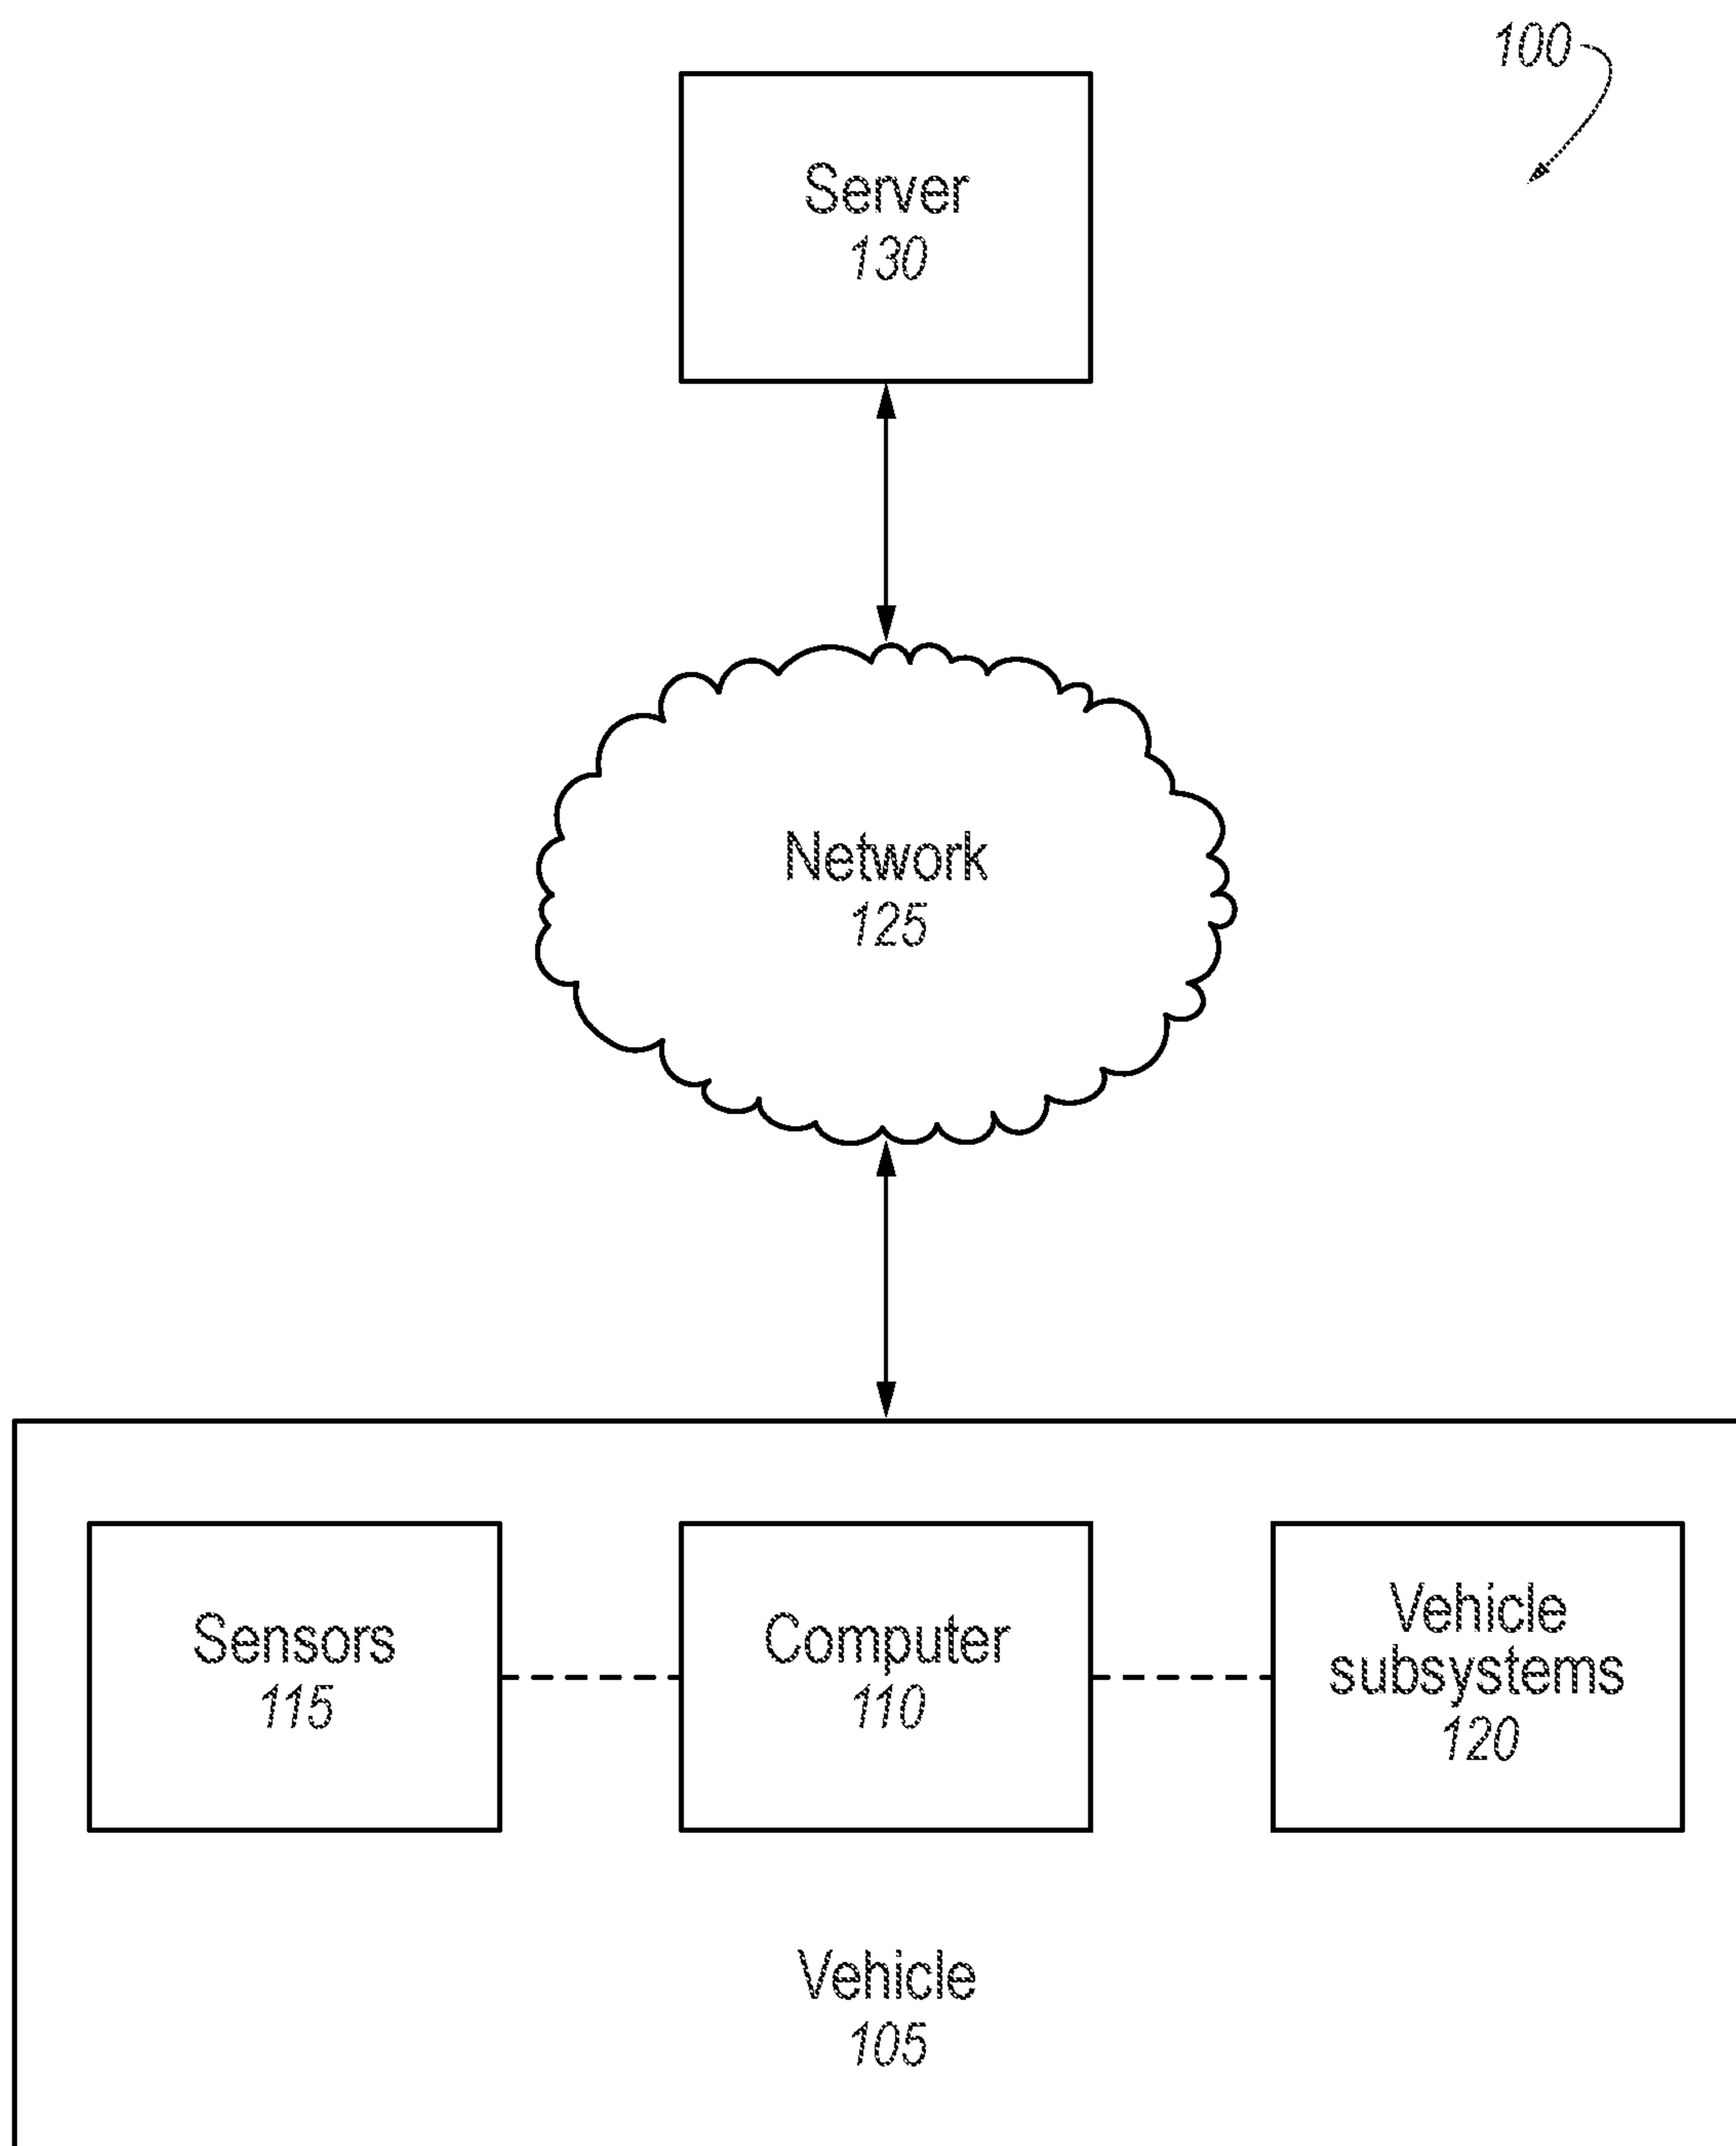 100
Server
130
Network
125
Sensors
115
Computer
110
Vehicle
subsystems
120
Vehicle
105